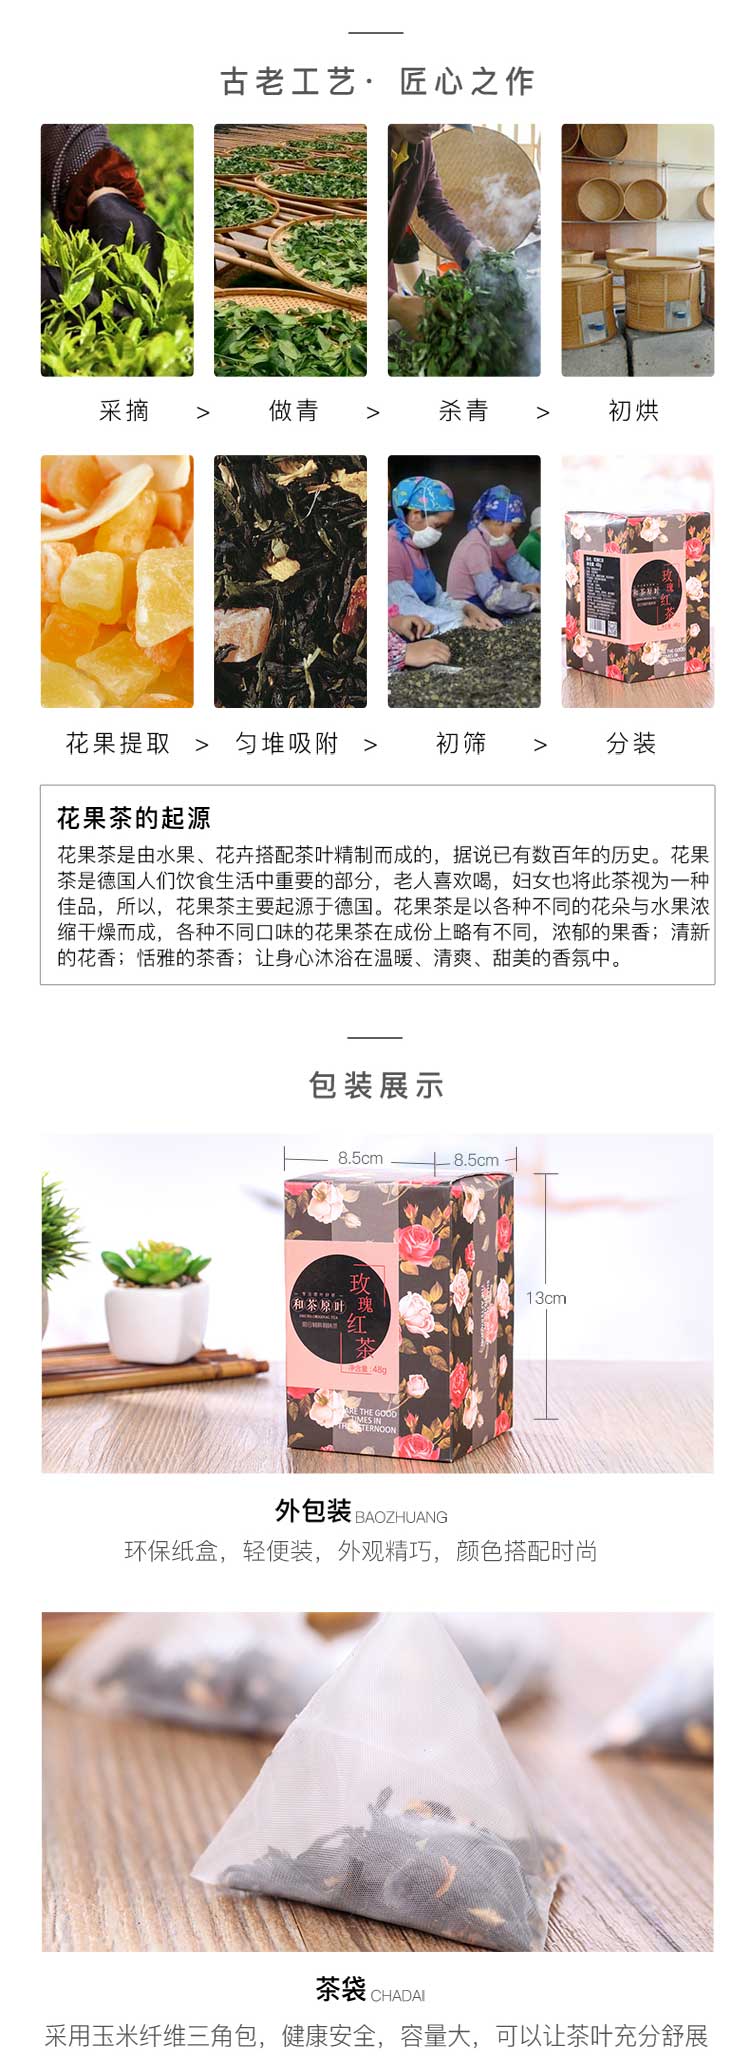 古老工艺· 匠心之作
采摘 > 做青 > 杀青 > 初烘
玫瑰红茶
和茶原叶
48g
花果提取 > 匀堆吸附 > 初筛 > 分装
花果茶的起源
花果茶是由水果、花卉搭配茶叶精制而成的，据说已有数百年的历史。花果
茶是德国人们饮食生活中重要的部分，老人喜欢喝，妇女也将此茶视为一种
佳品，所以，花果茶主要起源于德国。花果茶是以各种不同的花朵与水果浓
缩干燥而成，各种不同口味的花果茶在成份上略有不同，浓郁的果香；清新
的花香；恬雅的茶香；让身心沐浴在温暖、清爽、甜美的香氛中。
包装展示
8.5cm 8.5cm
13cm
和茶原叶
玫瑰红茶
净含量:48g
ARE THE GOOD
TIMES IN
外包装 BAOZHUANG
环保纸盒，轻便装，外观精巧，颜色搭配时尚
茶袋 CHADAI
采用玉米纤维三角包，健康安全，容量大，可以让茶叶充分舒展